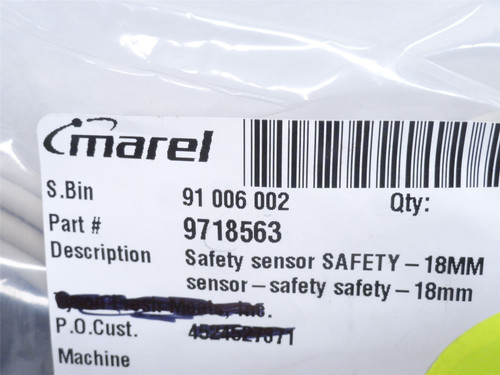 marel
S.Bin 91 006 002 Qty:
Part # 9718563
Description Safety sensor SAFETY – 18MM
sensor – safety safety – 18mm
Inc.
P.O.Cust.
Machine